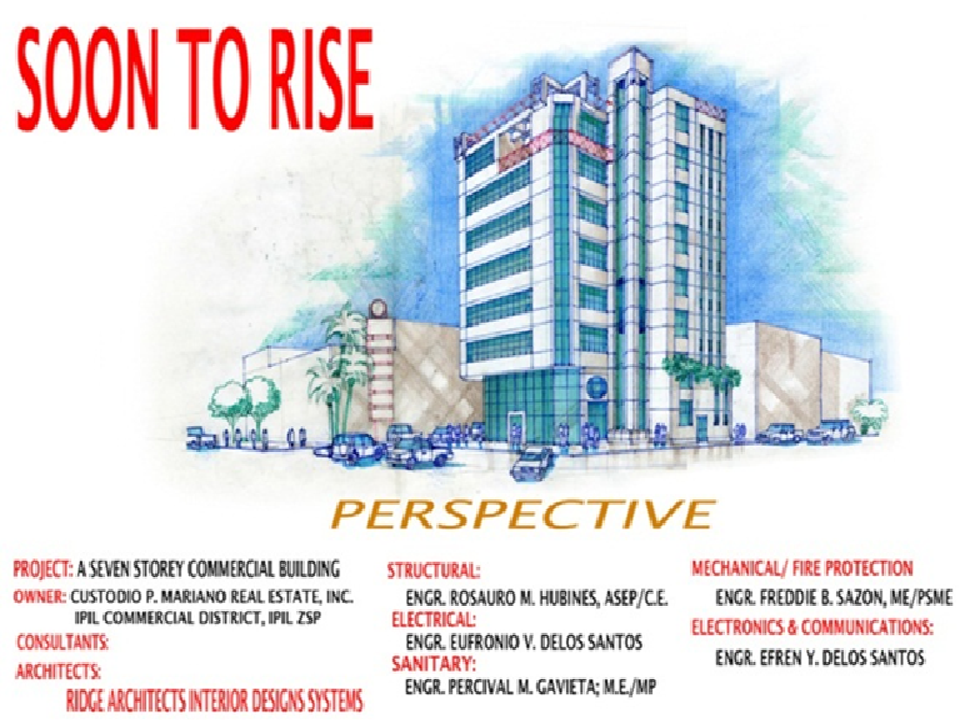 SOON TO RISE
PERSPECTIVE
PROJECT: A SEVEN STOREY COMMERCIAL BUILDING
OWNER: CUSTODIO P. MARIANO REAL ESTATE, INC.
IPIL COMMERCIAL DISTRICT, IPIL ZSP
CONSULTANTS:
ARCHITECTS:
RIDGE ARCHITECTS INTERIOR DESIGNS SYSTEMS
STRUCTURAL:
ENGR. ROSAURO M. HUBINES, ASEP/C.E.
ELECTRICAL:
ENGR. EUFRONIO V. DELOS SANTOS
SANITARY:
ENGR. PERCIVAL M. GAVIETA; M.E./MP
MECHANICAL/ FIRE PROTECTION
ENGR. FREDDIE B. SAZON, ME/PSME
ELECTRONICS & COMMUNICATIONS:
ENGR. EFREN Y. DELOS SANTOS